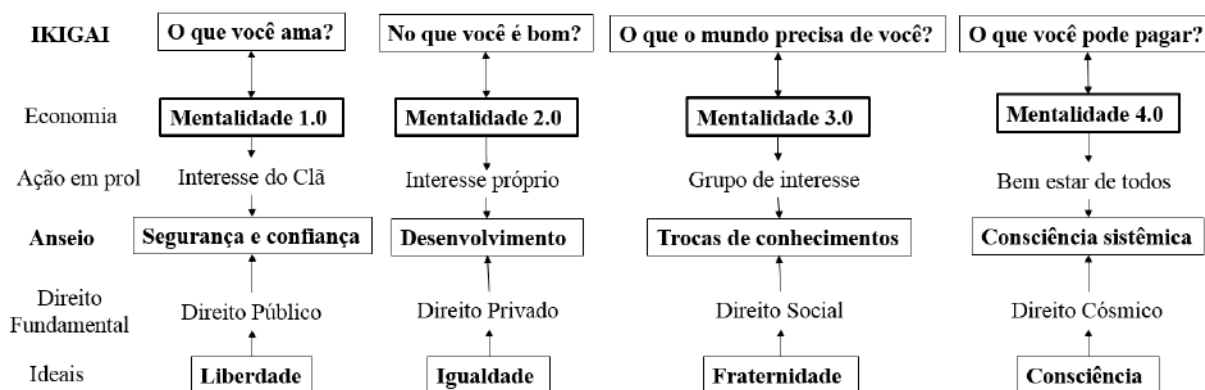 IKIGAI O que você ama? No que você é bom? O que o mundo precisa de você? O que você pode pagar?
Economia Mentalidade 1.0 Mentalidade 2.0 Mentalidade 3.0 Mentalidade 4.0
Ação em prol Interesse do Clã Interesse próprio Grupo de interesse Bem estar de todos
Anseio Segurança e confiança Desenvolvimento Trocas de conhecimentos Consciência sistêmica
Direito
Fundamental Direito Público Direito Privado Direito Social Direito Cósmico
Ideais Liberdade Igualdade Fraternidade Consciência